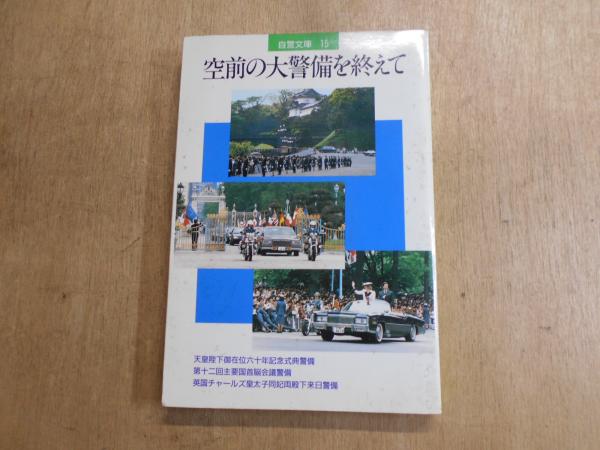 自警文庫 15
空前の大警備を終えて
天皇陛下御在位六十年記念式典警備
第十二回主要国首脳会議警備
英国チャールズ皇太子同妃両殿下来日警備